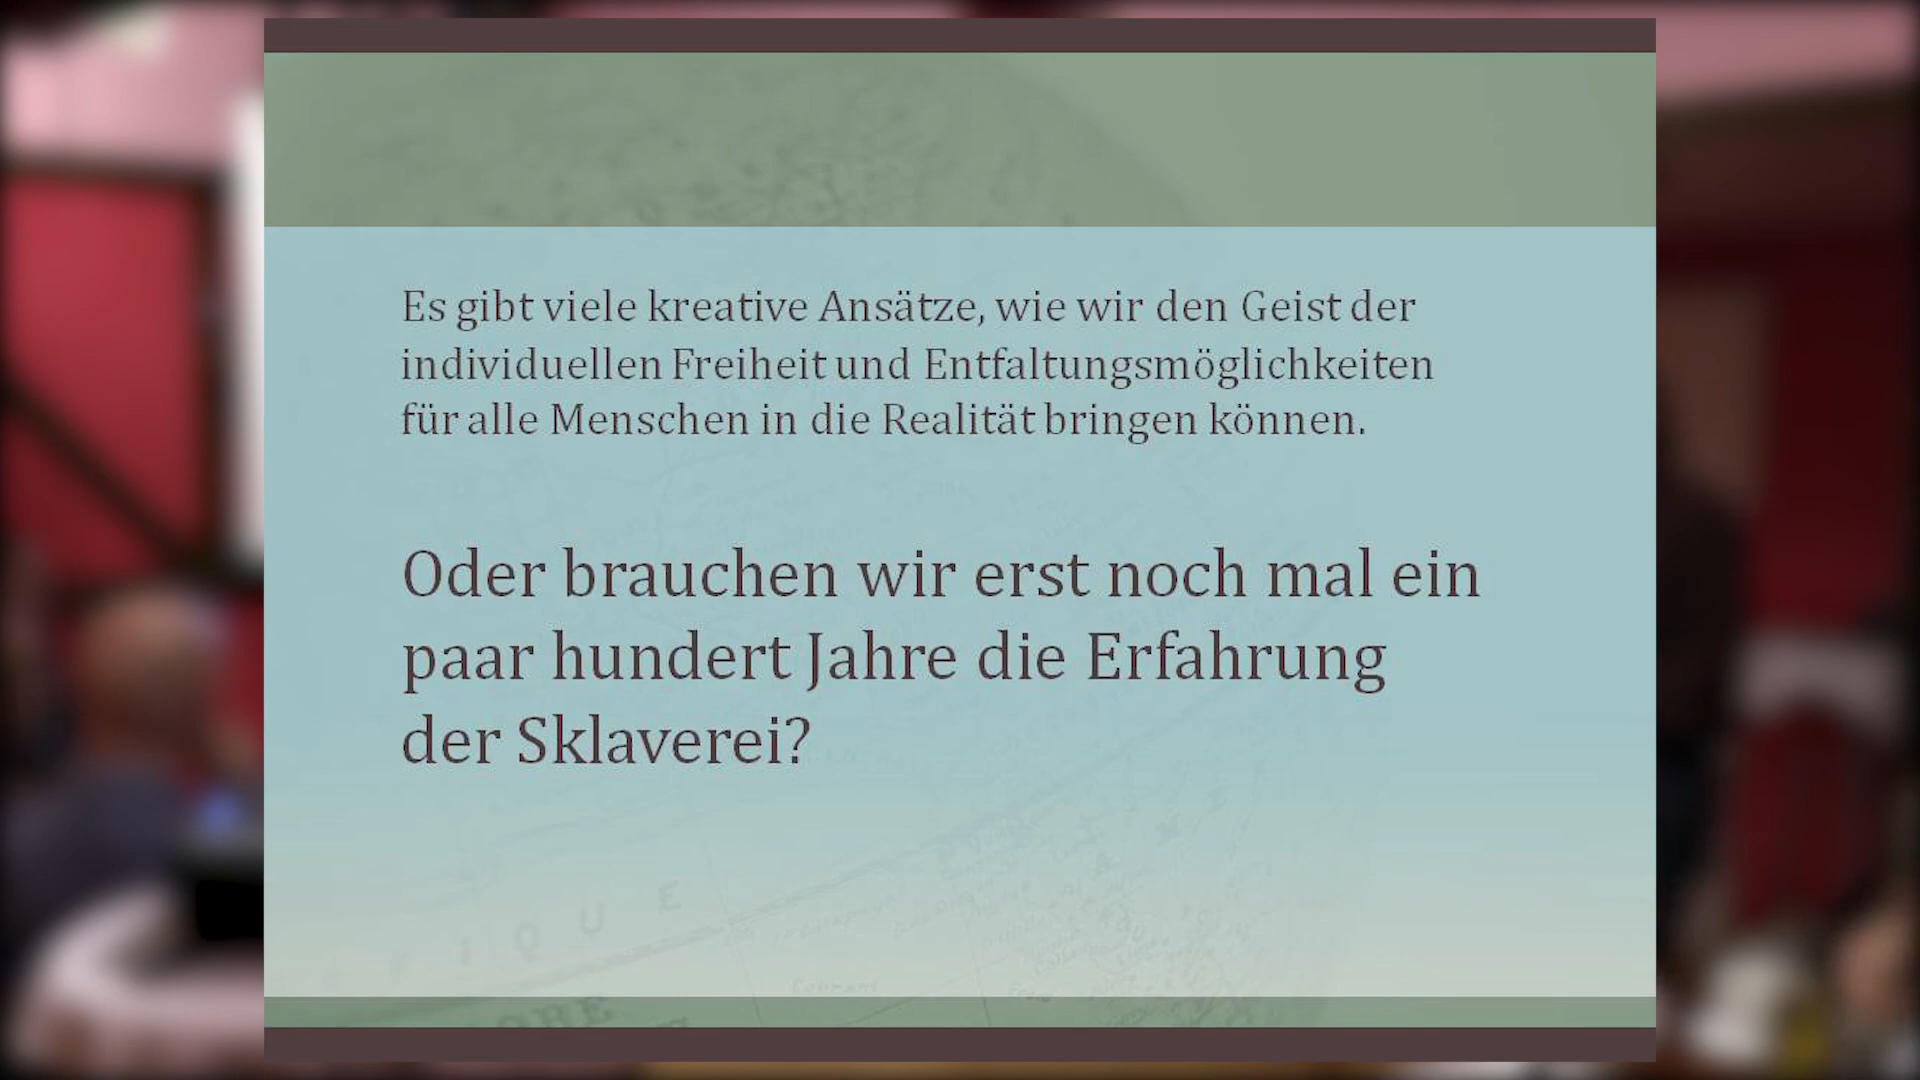 Es gibt viele kreative Ansätze, wie wir den Geist der
individuellen Freiheit und Entfaltungsmöglichkeiten
für alle Menschen in die Realität bringen können.
Oder brauchen wir erst noch mal ein
paar hundert Jahre die Erfahrung
der Sklaverei?